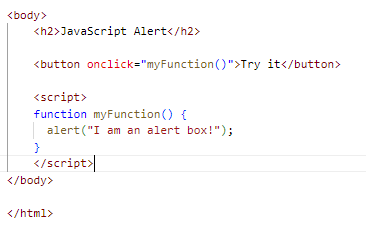 <body>
<h2>JavaScript Alert</h2>
<button onclick="myFunction()">Try it</button>
<script>
function myFunction() {
alert("I am an alert box!");
}
</script>
</body>
</html>